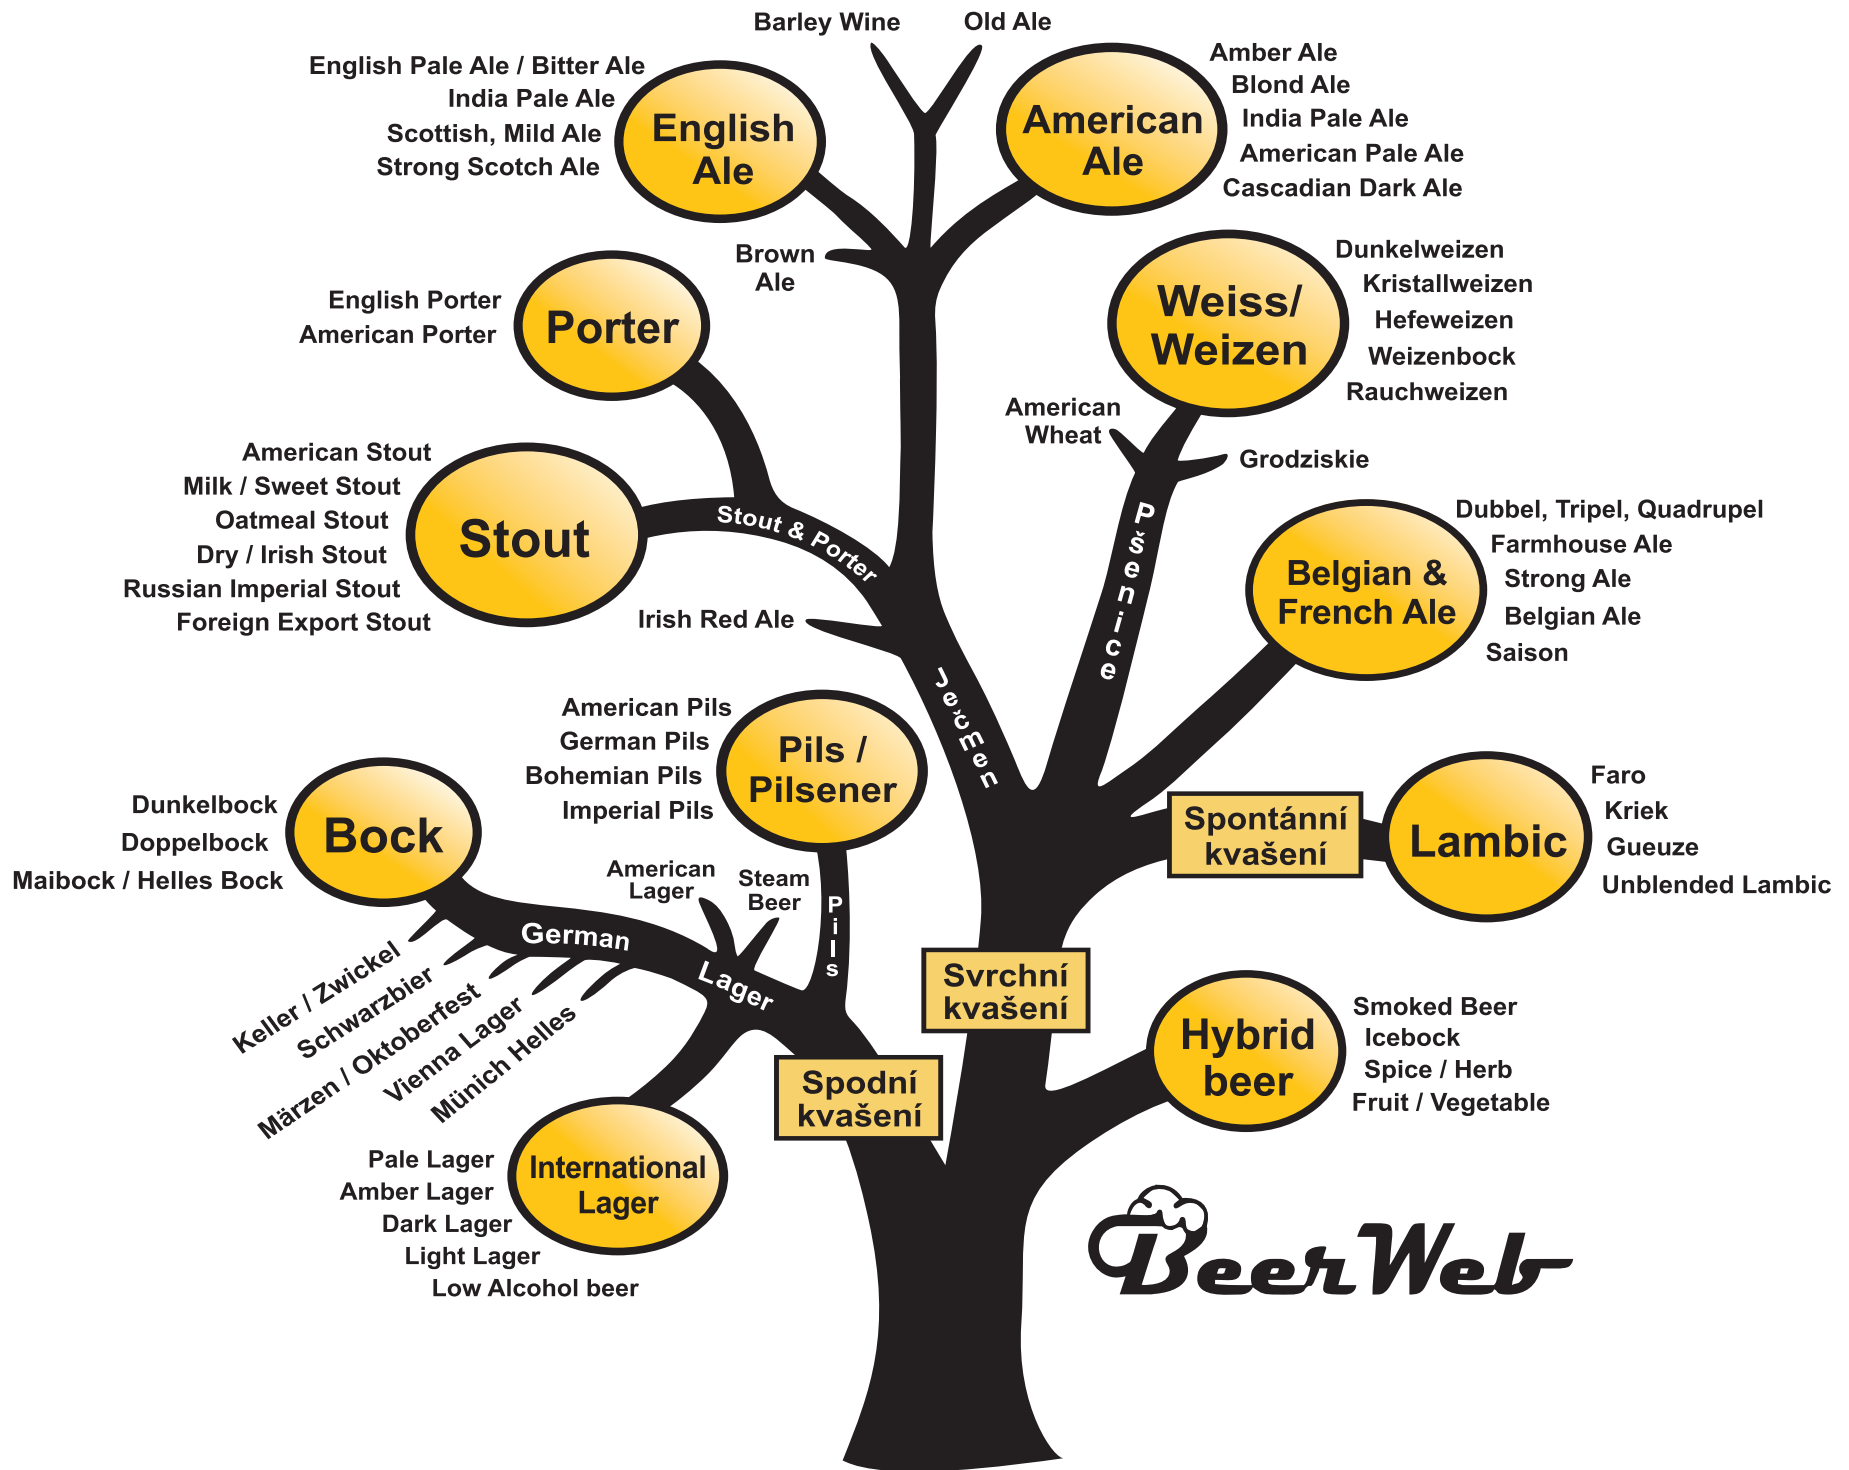 Barley Wine
Old Ale
English Pale Ale / Bitter Ale
India Pale Ale
Scottish, Mild Ale
Strong Scotch Ale
English
Ale
American
Ale
Amber Ale
Blond Ale
India Pale Ale
American Pale Ale
Cascadian Dark Ale
Brown
Ale
English Porter
American Porter
Porter
Weiss/
Weizen
Dunkelweizen
Kristallweizen
Hefeweizen
Weizenbock
Rauchweizen
American
Wheat
Grodziskie
American Stout
Milk / Sweet Stout
Oatmeal Stout
Dry / Irish Stout
Russian Imperial Stout
Foreign Export Stout
Stout
Stout & Porter
Pšenice
Belgian &
French Ale
Dubbel, Tripel, Quadrupel
Farmhouse Ale
Strong Ale
Belgian Ale
Saison
Irish Red Ale
Ječmen
American Pils
German Pils
Bohemian Pils
Imperial Pils
Pils /
Pilsener
Dunkelbock
Doppelbock
Maibock / Helles Bock
Bock
American
Lager
Steam
Beer
Pils
Spontánní
kvašení
Lambic
Faro
Kriek
Gueuze
Unblended Lambic
German
Lager
Keller / Zwickel
Schwarzbier
Märzen / Oktoberfest
Vienna Lager
Münich Helles
Svrchní
kvašení
Spodní
kvašení
Hybrid
beer
Smoked Beer
Icebock
Spice / Herb
Fruit / Vegetable
Pale Lager
Amber Lager
Dark Lager
Light Lager
Low Alcohol beer
International
Lager
BeerWeb